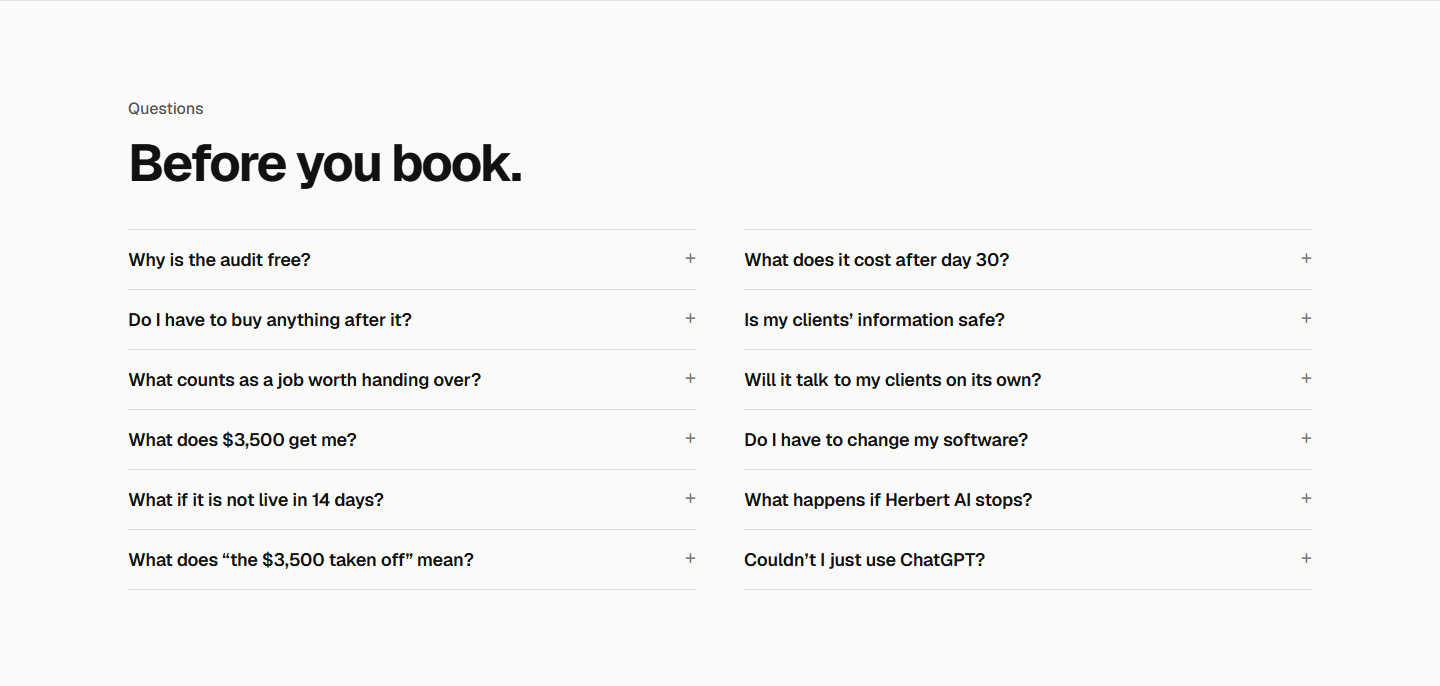 Questions
Before you book.
Why is the audit free? +
Do I have to buy anything after it? +
What counts as a job worth handing over? +
What does $3,500 get me? +
What if it is not live in 14 days? +
What does “the $3,500 taken off” mean? +
What does it cost after day 30? +
Is my clients’ information safe? +
Will it talk to my clients on its own? +
Do I have to change my software? +
What happens if Herbert AI stops? +
Couldn’t I just use ChatGPT? +